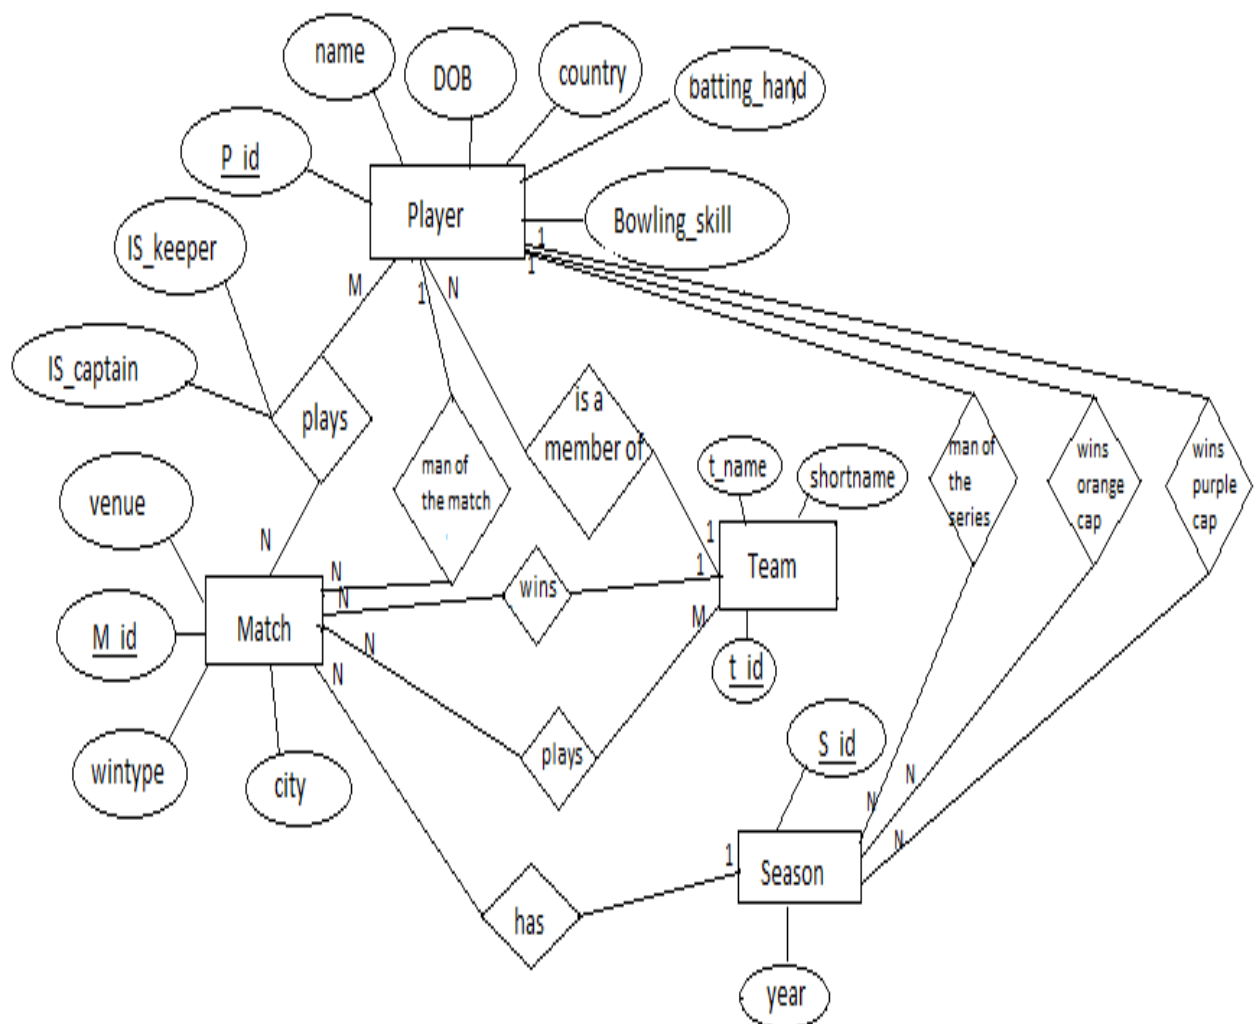 name
DOB
country
batting_hand
P_id
Player
Bowling_skill
IS_keeper
1
1
M
1
N
IS_captain
plays
is a
member of
man of
the match
t_name
shortname
man of
the
series
wins
orange
cap
wins
purple
cap
venue
N
1
Team
N
N
wins
1
Match
M_id
N
M
N
t_id
wintype
city
plays
S_id
N
N
N
1
Season
has
year